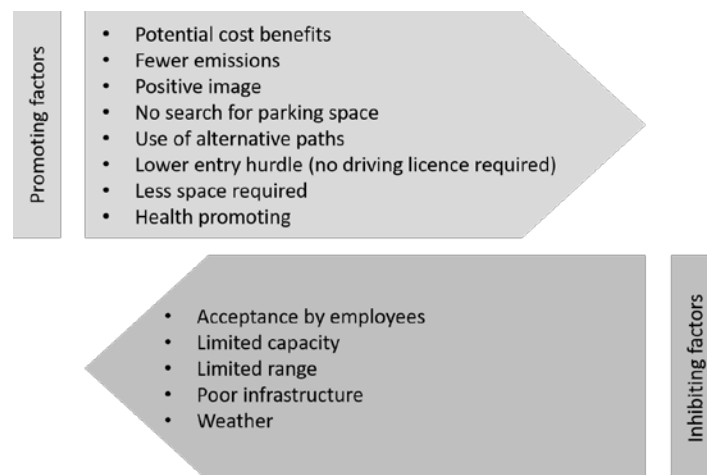 Promoting factors
• Potential cost benefits
• Fewer emissions
• Positive image
• No search for parking space
• Use of alternative paths
• Lower entry hurdle (no driving licence required)
• Less space required
• Health promoting
• Acceptance by employees
• Limited capacity
• Limited range
• Poor infrastructure
• Weather
Inhibiting factors